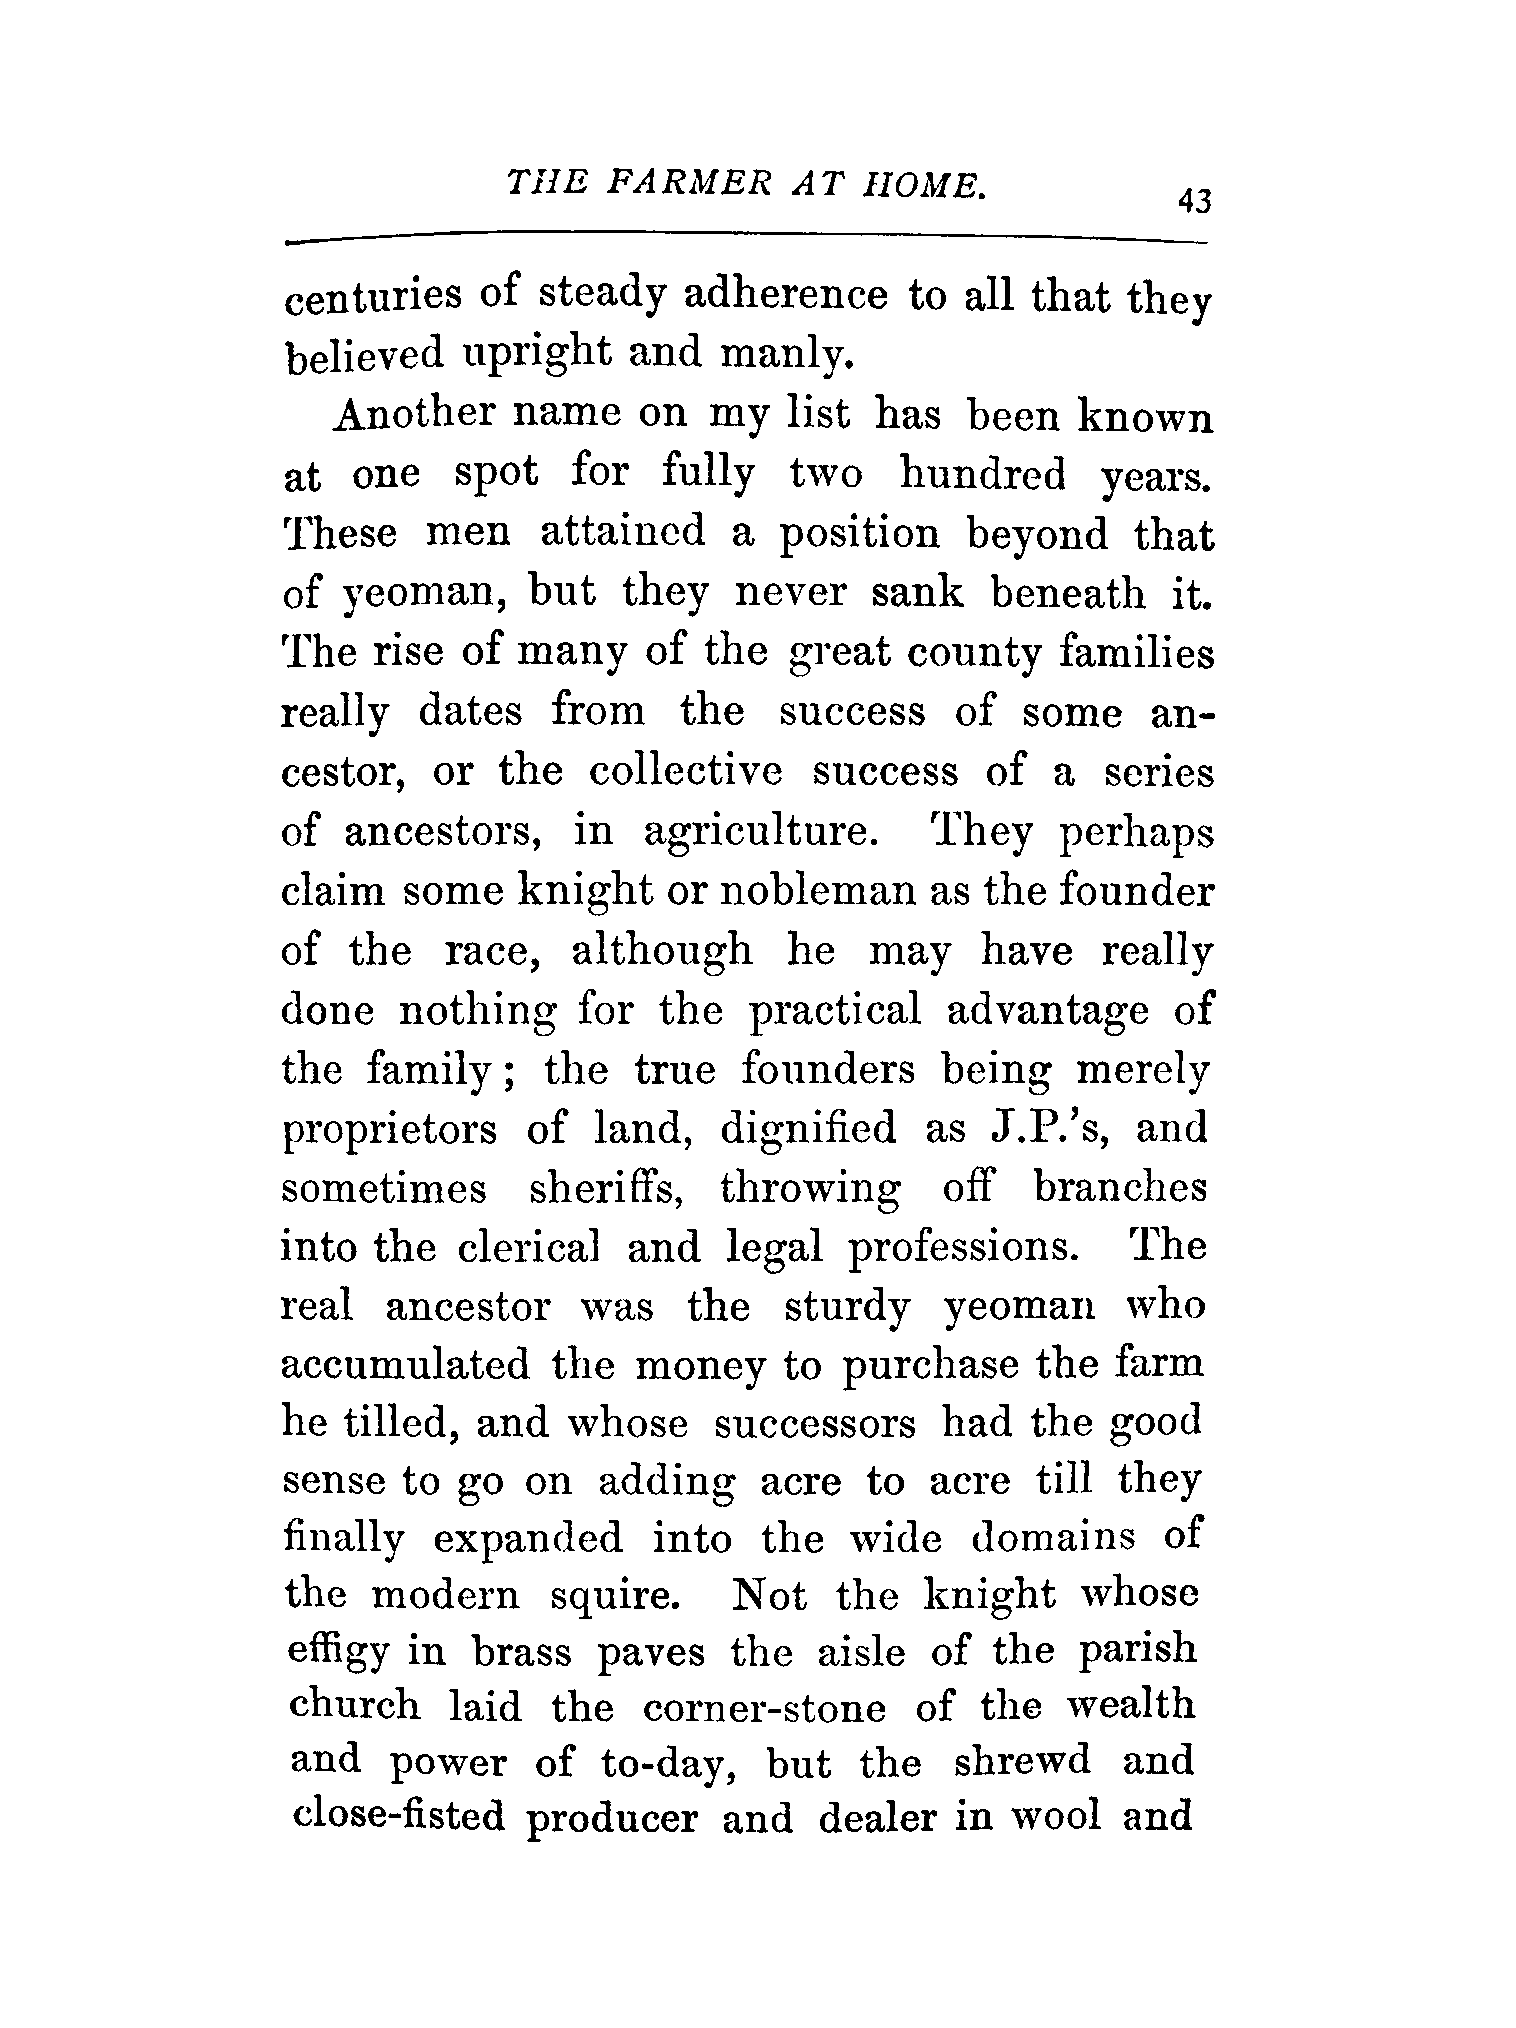 THE FARMER AT HOME.
43
centuries of steady adherence to all that they
believed upright and manly.
Another name on my list has been known
at one spot for fully two hundred years.
These men attained a position beyond that
of yeoman, but they never sank beneath it.
The rise of many of the great county families
really dates from the success of some an-
cestor, or the collective success of a series
of ancestors, in agriculture. They perhaps
claim some knight or nobleman as the founder
of the race, although he may have really
done nothing for the practical advantage of
the family; the true founders being merely
proprietors of land, dignified as J.P.'s, and
sometimes sheriffs, throwing off branches
into the clerical and legal professions. The
real ancestor was the sturdy yeoman who
accumulated the money to purchase the farm
he tilled, and whose successors had the good
sense to go on adding acre to acre till they
finally expanded into the wide domains of
the modern squire. Not the knight whose
effigy in brass paves the aisle of the parish
church laid the corner-stone of the wealth
and power of to-day, but the shrewd and
close-fisted producer and dealer in wool and